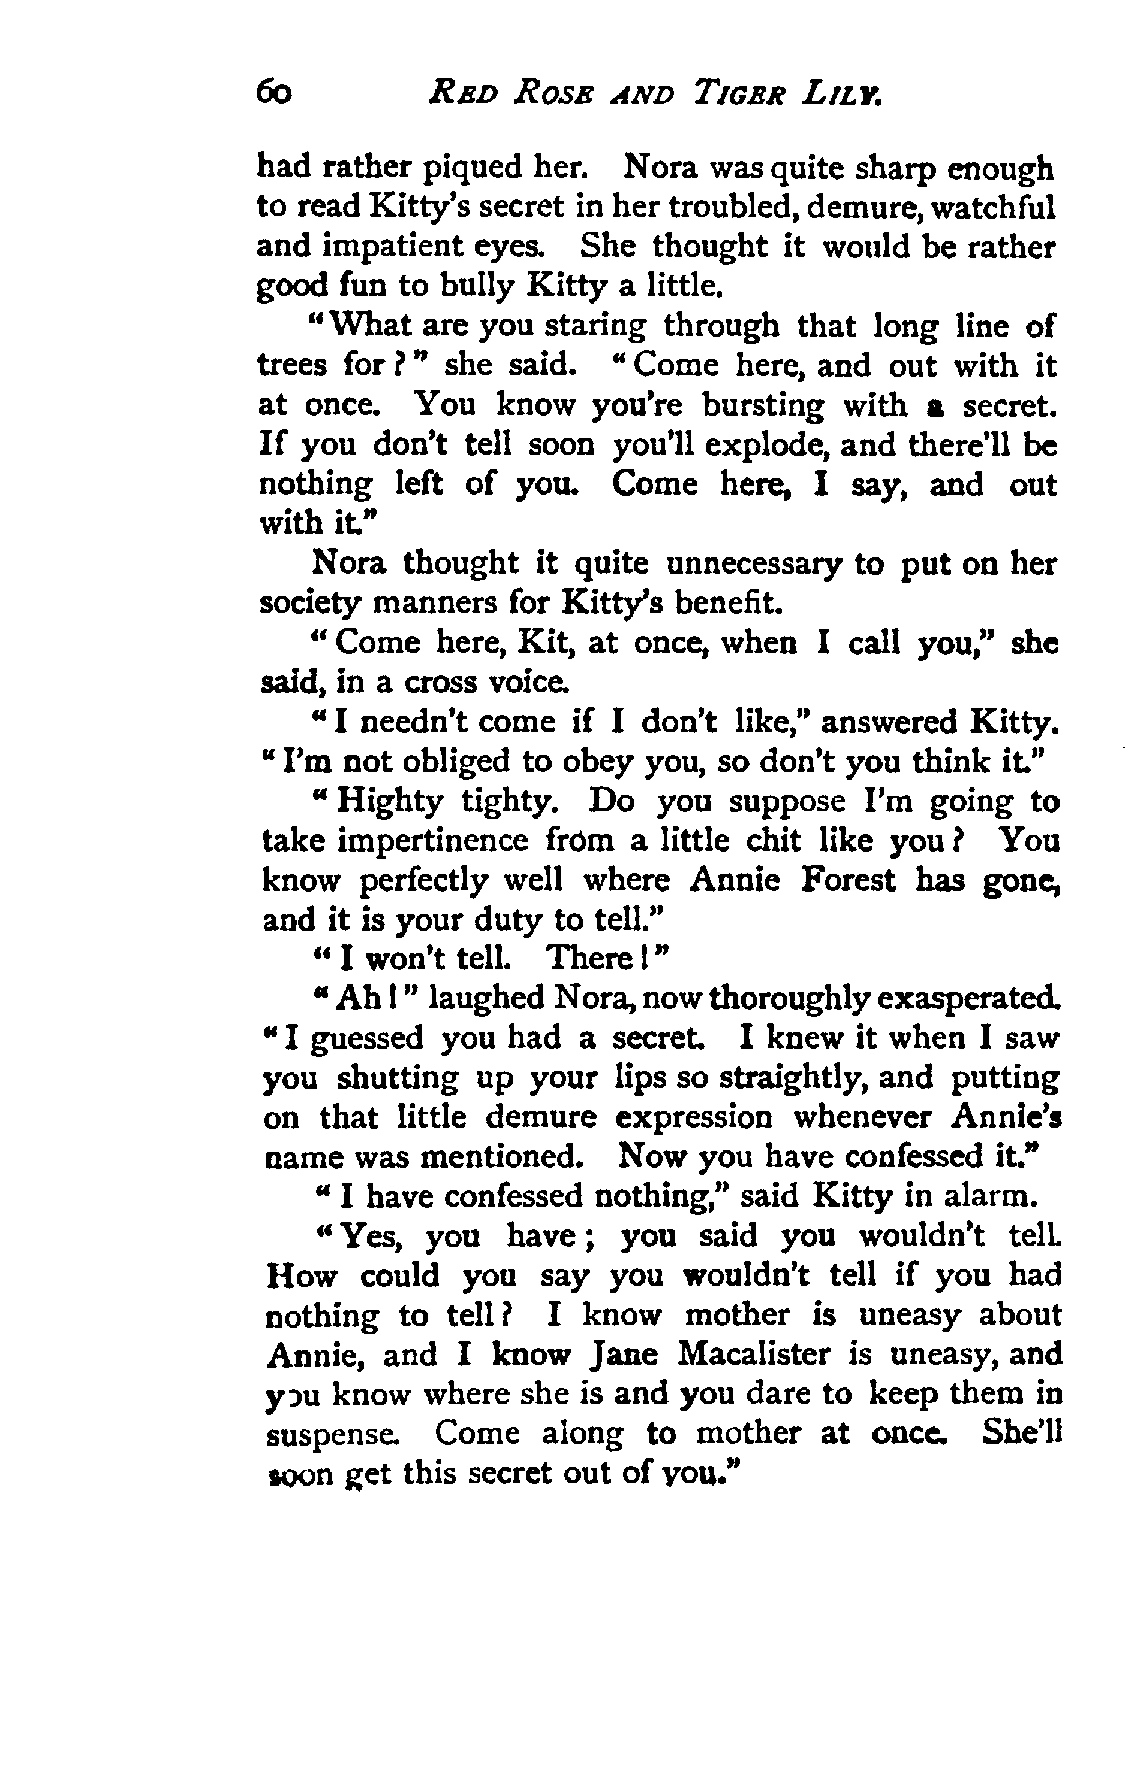 60 RED ROSE AND TIGER LILY.
had rather piqued her. Nora was quite sharp enough
to read Kitty's secret in her troubled, demure, watchful
and impatient eyes. She thought it would be rather
good fun to bully Kitty a little.
"What are you staring through that long line of
trees for?" she said. "Come here, and out with it
at once. You know you're bursting with a secret.
If you don't tell soon you'll explode, and there'll be
nothing left of you. Come here, I say, and out
with it."
Nora thought it quite unnecessary to put on her
society manners for Kitty's benefit.
"Come here, Kit, at once, when I call you," she
said, in a cross voice.
"I needn't come if I don't like," answered Kitty.
"I'm not obliged to obey you, so don't you think it."
"Highty tighty. Do you suppose I'm going to
take impertinence from a little chit like you? You
know perfectly well where Annie Forest has gone,
and it is your duty to tell."
"I won't tell. There!"
"Ah!" laughed Nora, now thoroughly exasperated.
"I guessed you had a secret. I knew it when I saw
you shutting up your lips so straightly, and putting
on that little demure expression whenever Annie's
name was mentioned. Now you have confessed it."
"I have confessed nothing," said Kitty in alarm.
"Yes, you have; you said you wouldn't tell.
How could you say you wouldn't tell if you had
nothing to tell? I know mother is uneasy about
Annie, and I know Jane Macalister is uneasy, and
you know where she is and you dare to keep them in
suspense. Come along to mother at once. She'll
soon get this secret out of you."